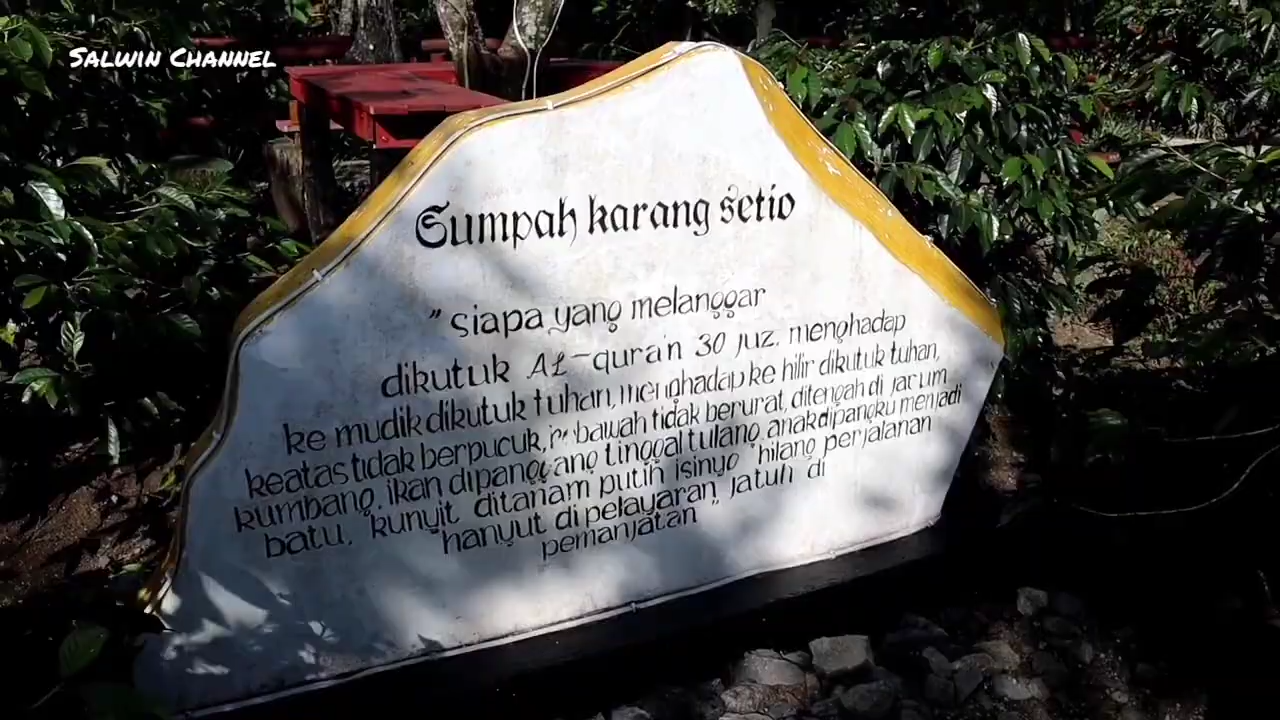 Salwin Channel
Sumpah karang setio
"siapa yang melanggar
dikutuk AL-qura'n 30 juz. menghadap
ke mudik dikutuk tuhan, menghadap ke hilir dikutuk tuhan,
keatas tidak berpucuk, bawah tidak berurat, ditengah di jarum
kumbang. ikan dipanggang tinggal tulang. anak dipangku menjadi
batu. "kunyit ditanam putih isinyo "hilang perjalanan
"hanyut di pelayaran" jatuh di
pemanjatan"